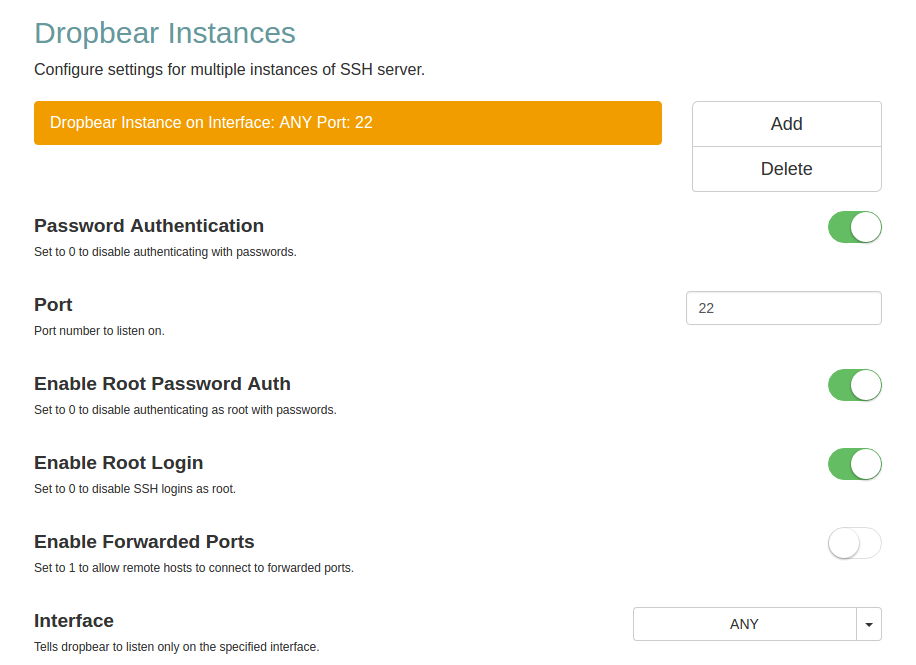 Dropbear Instances
Configure settings for multiple instances of SSH server.
Dropbear Instance on Interface: ANY Port: 22
Add
Delete
Password Authentication
Set to 0 to disable authenticating with passwords.
Port
22
Port number to listen on.
Enable Root Password Auth
Set to 0 to disable authenticating as root with passwords.
Enable Root Login
Set to 0 to disable SSH logins as root.
Enable Forwarded Ports
Set to 1 to allow remote hosts to connect to forwarded ports.
Interface
ANY
Tells dropbear to listen only on the specified interface.